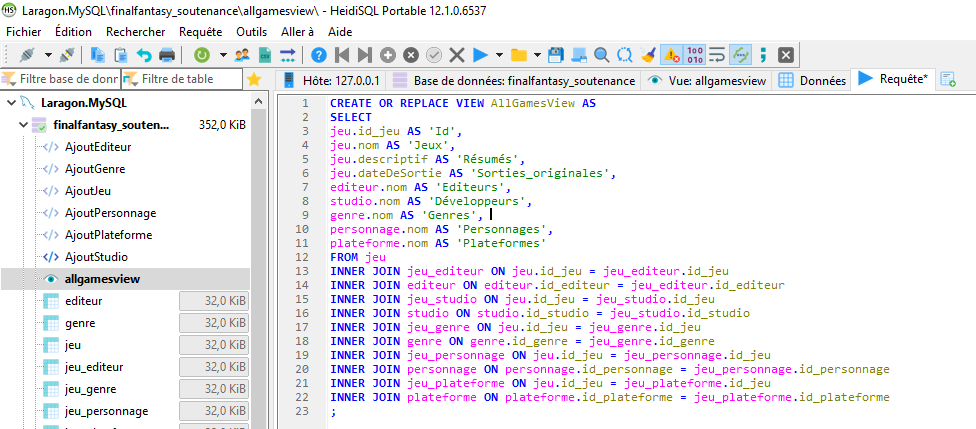 Laragon.MySQL\finalfantasy_soutenance\allgamesview\ - HeidiSQL Portable 12.1.0.6537
Fichier Édition Rechercher Requête Outils Aller à Aide
Filtre base de donr Filtre de table
Hôte: 127.0.0.1 Base de données: finalfantasy_soutenance Vue: allgamesview Données Requête*
Laragon.MySQL
finalfantasy_souten... 352,0 KiB
AjoutEditeur
AjoutGenre
AjoutJeu
AjoutPersonnage
AjoutPlateforme
AjoutStudio
allgamesview
editeur 32,0 KiB
genre 32,0 KiB
jeu 32,0 KiB
jeu_editeur 32,0 KiB
jeu_genre 32,0 KiB
jeu_personnage 32,0 KiB
1 CREATE OR REPLACE VIEW AllGamesView AS
2 SELECT
3 jeu.id_jeu AS 'Id',
4 jeu.nom AS 'Jeux',
5 jeu.descriptif AS 'Résumés',
6 jeu.dateDeSortie AS 'Sorties_originales',
7 editeur.nom AS 'Editeurs',
8 studio.nom AS 'Développeurs',
9 genre.nom AS 'Genres',
10 personnage.nom AS 'Personnages',
11 plateforme.nom AS 'Plateformes'
12 FROM jeu
13 INNER JOIN jeu_editeur ON jeu.id_jeu = jeu_editeur.id_jeu
14 INNER JOIN editeur ON editeur.id_editeur = jeu_editeur.id_editeur
15 INNER JOIN jeu_studio ON jeu.id_jeu = jeu_studio.id_jeu
16 INNER JOIN studio ON studio.id_studio = jeu_studio.id_studio
17 INNER JOIN jeu_genre ON jeu.id_jeu = jeu_genre.id_jeu
18 INNER JOIN genre ON genre.id_genre = jeu_genre.id_genre
19 INNER JOIN jeu_personnage ON jeu.id_jeu = jeu_personnage.id_jeu
20 INNER JOIN personnage ON personnage.id_personnage = jeu_personnage.id_personnage
21 INNER JOIN jeu_plateforme ON jeu.id_jeu = jeu_plateforme.id_jeu
22 INNER JOIN plateforme ON plateforme.id_plateforme = jeu_plateforme.id_plateforme
23 ;